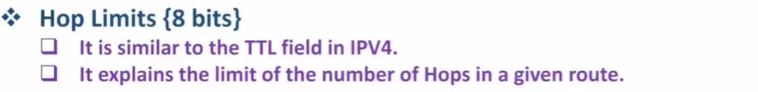 Hop Limits {8 bits}
It is similar to the TTL field in IPV4.
It explains the limit of the number of Hops in a given route.